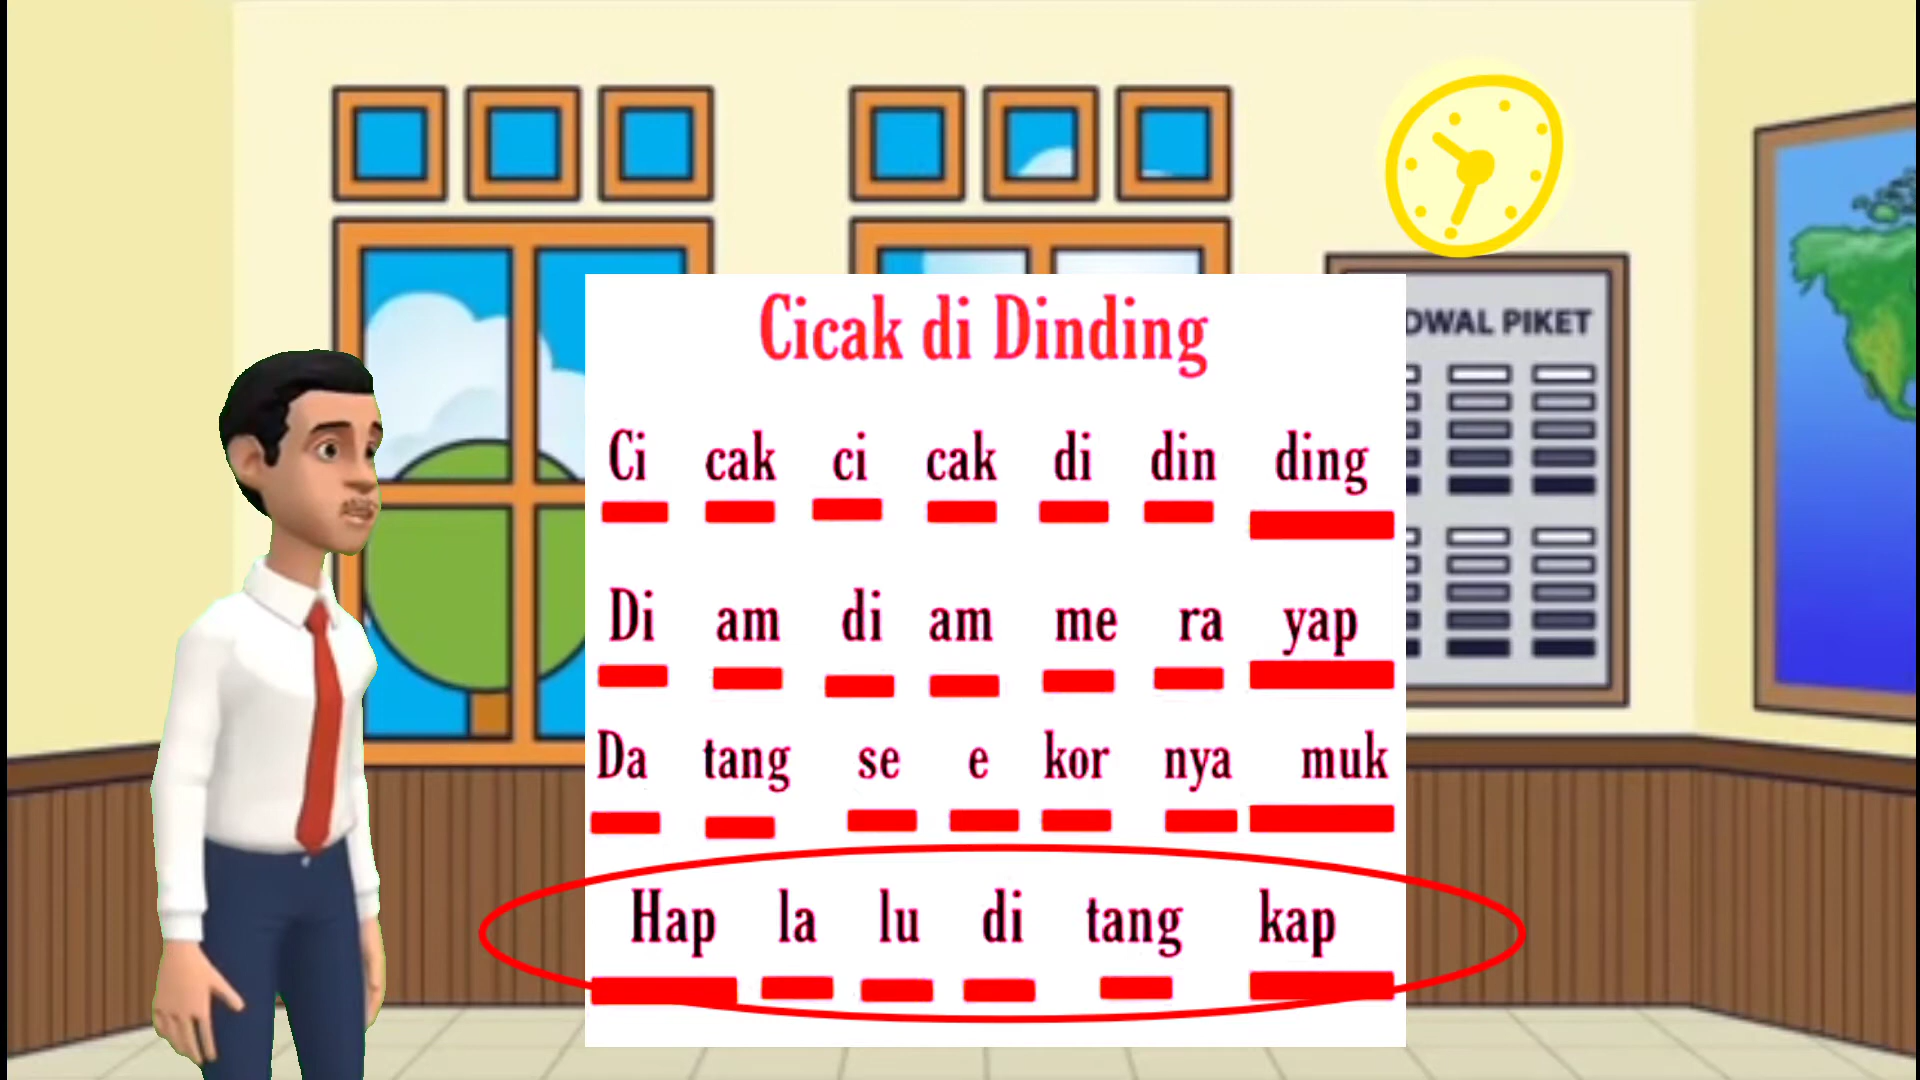 Cicak di Dinding
Ci cak ci cak di din ding
Di am di am me ra yap
Da tang se e kor nya muk
Hap la lu di tang kap
DWAL PIKET